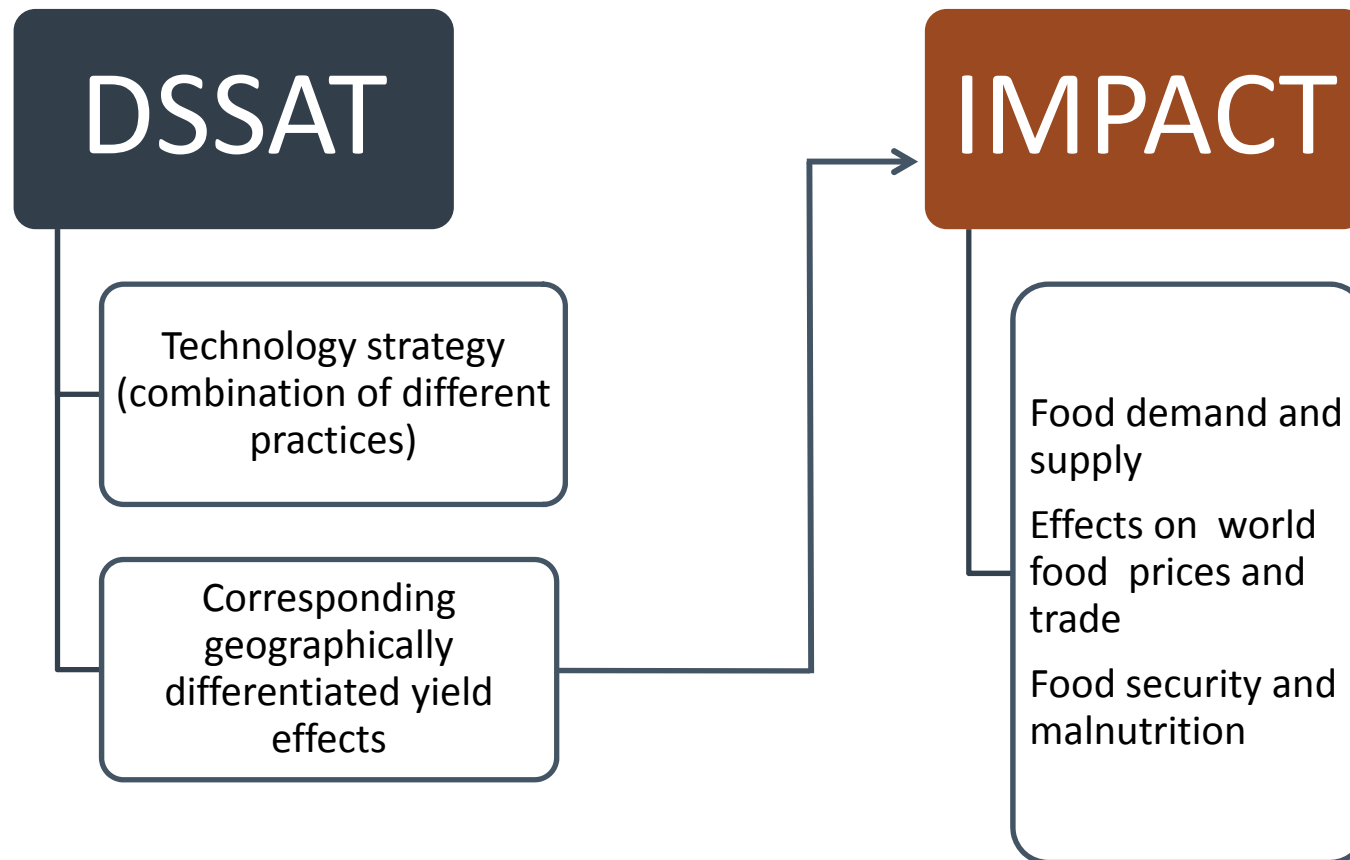 DSSAT
Technology strategy
(combination of different
practices)
Corresponding
geographically
differentiated yield
effects
IMPACT
Food demand and
supply
Effects on world
food prices and
trade
Food security and
malnutrition